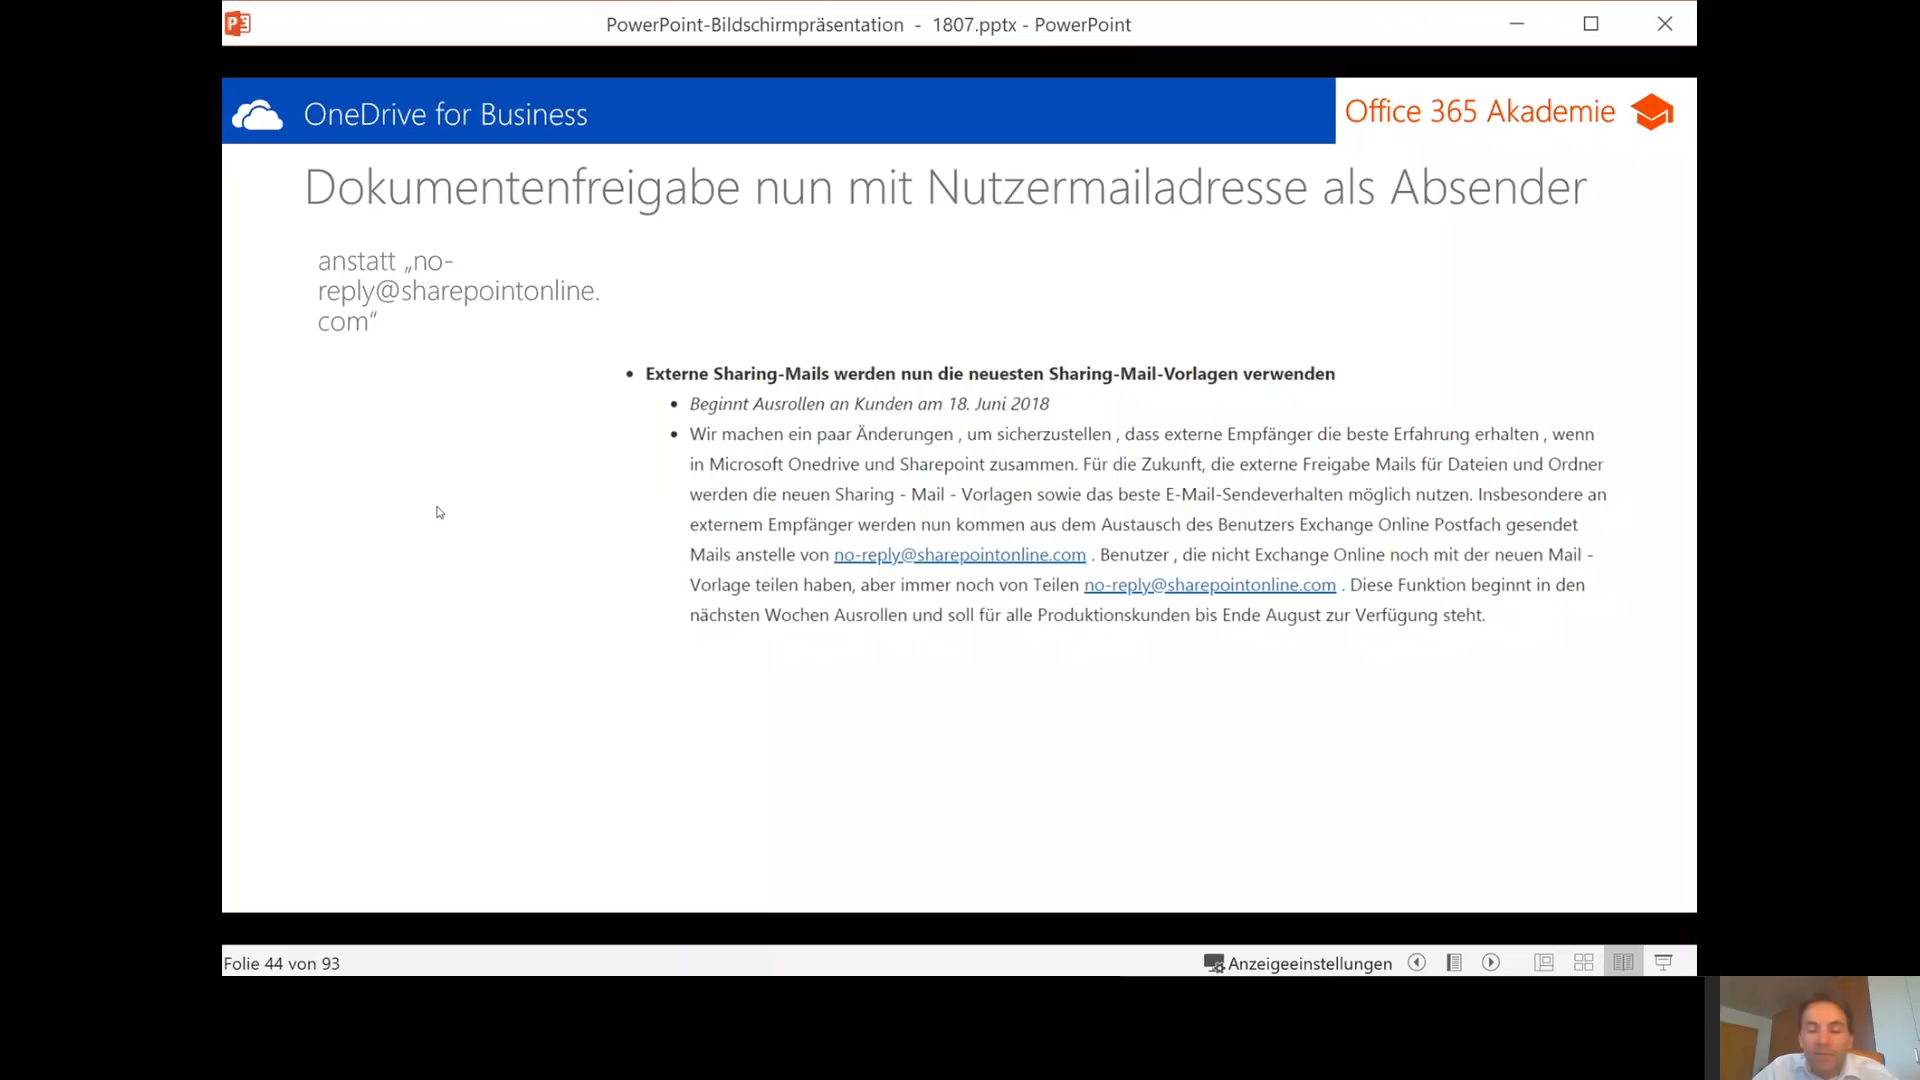 PowerPoint-Bildschirmpräsentation - 1807.pptx - PowerPoint
OneDrive for Business
Office 365 Akademie
Dokumentenfreigabe nun mit Nutzermailadresse als Absender
anstatt „no-
reply@sharepointonline.
com“
• Externe Sharing-Mails werden nun die neuesten Sharing-Mail-Vorlagen verwenden
• Beginnt Ausrollen an Kunden am 18. Juni 2018
• Wir machen ein paar Änderungen , um sicherzustellen , dass externe Empfänger die beste Erfahrung erhalten , wenn
in Microsoft Onedrive und Sharepoint zusammen. Für die Zukunft, die externe Freigabe Mails für Dateien und Ordner
werden die neuen Sharing - Mail - Vorlagen sowie das beste E-Mail-Sendeverhalten möglich nutzen. Insbesondere an
externem Empfänger werden nun kommen aus dem Austausch des Benutzers Exchange Online Postfach gesendet
Mails anstelle von no-reply@sharepointonline.com . Benutzer , die nicht Exchange Online noch mit der neuen Mail -
Vorlage teilen haben, aber immer noch von Teilen no-reply@sharepointonline.com . Diese Funktion beginnt in den
nächsten Wochen Ausrollen und soll für alle Produktionskunden bis Ende August zur Verfügung steht.
Folie 44 von 93
Anzeigeeinstellungen